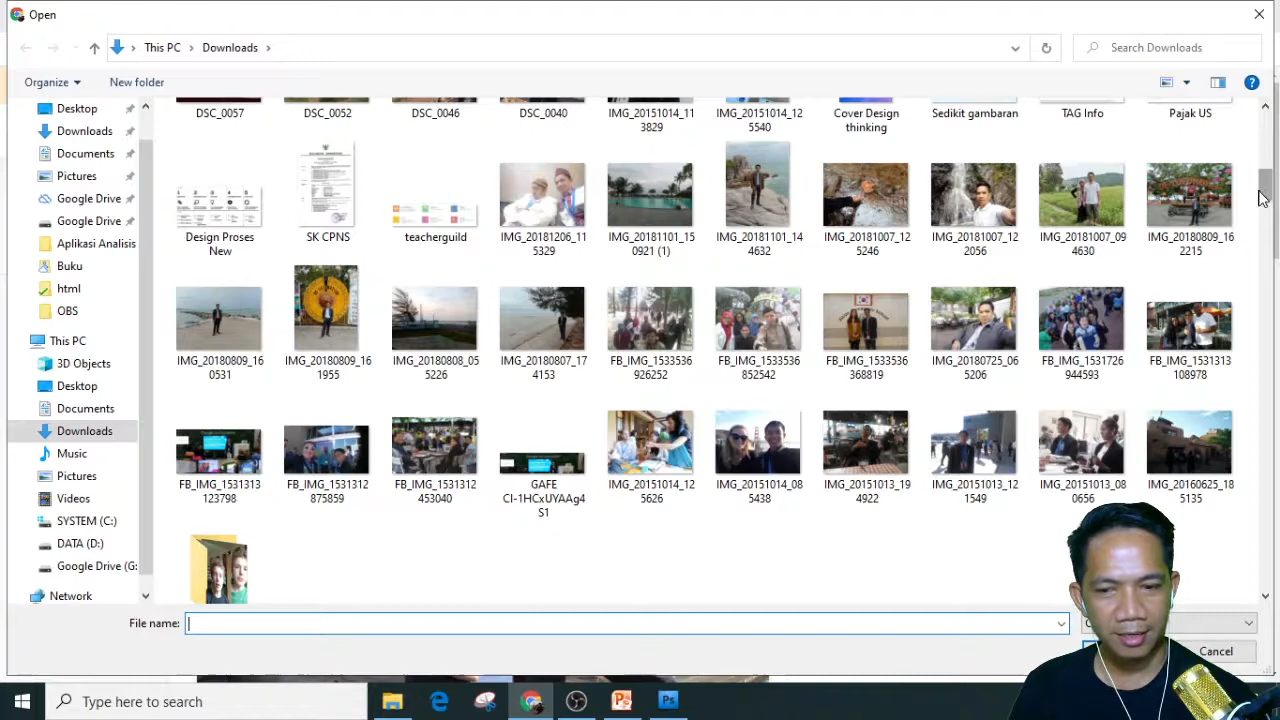 Open
This PC
Downloads
Search Downloads
Organize
New folder
Desktop
Downloads
Documents
Pictures
Google Drive
Google Drive
Aplikasi Analisis
Buku
html
OBS
This PC
3D Objects
Desktop
Documents
Downloads
Music
Pictures
Videos
SYSTEM (C:)
DATA (D:)
Google Drive (G:
Network
DSC_0057
DSC_0052
DSC_0046
DSC_0040
IMG_20151014_11
3829
IMG_20151014_12
5540
Cover Design
thinking
Sedikit gambaran
TAG Info
Pajak US
Design Proses
New
SK CPNS
teacherguild
IMG_20181206_11
5329
IMG_20181101_15
0921 (1)
IMG_20181101_14
4632
IMG_20181007_12
5246
IMG_20181007_12
2056
IMG_20181007_09
4630
IMG_20180809_16
2215
IMG_20180809_16
0531
IMG_20180809_16
1955
IMG_20180808_05
5226
IMG_20180807_17
4153
FB_IMG_1533536
926252
FB_IMG_1533536
852542
FB_IMG_1533536
368819
IMG_20180725_06
5206
FB_IMG_1531726
944593
FB_IMG_1531313
108978
FB_IMG_1531313
123798
FB_IMG_1531312
875859
FB_IMG_1531312
453040
GAFE
CI-1HCxUYAAg4
S1
IMG_20151014_12
5626
IMG_20151014_08
5438
IMG_20151013_19
4922
IMG_20151013_12
1549
IMG_20151013_08
0656
IMG_20160625_18
5135
File name:
Cancel
Type here to search